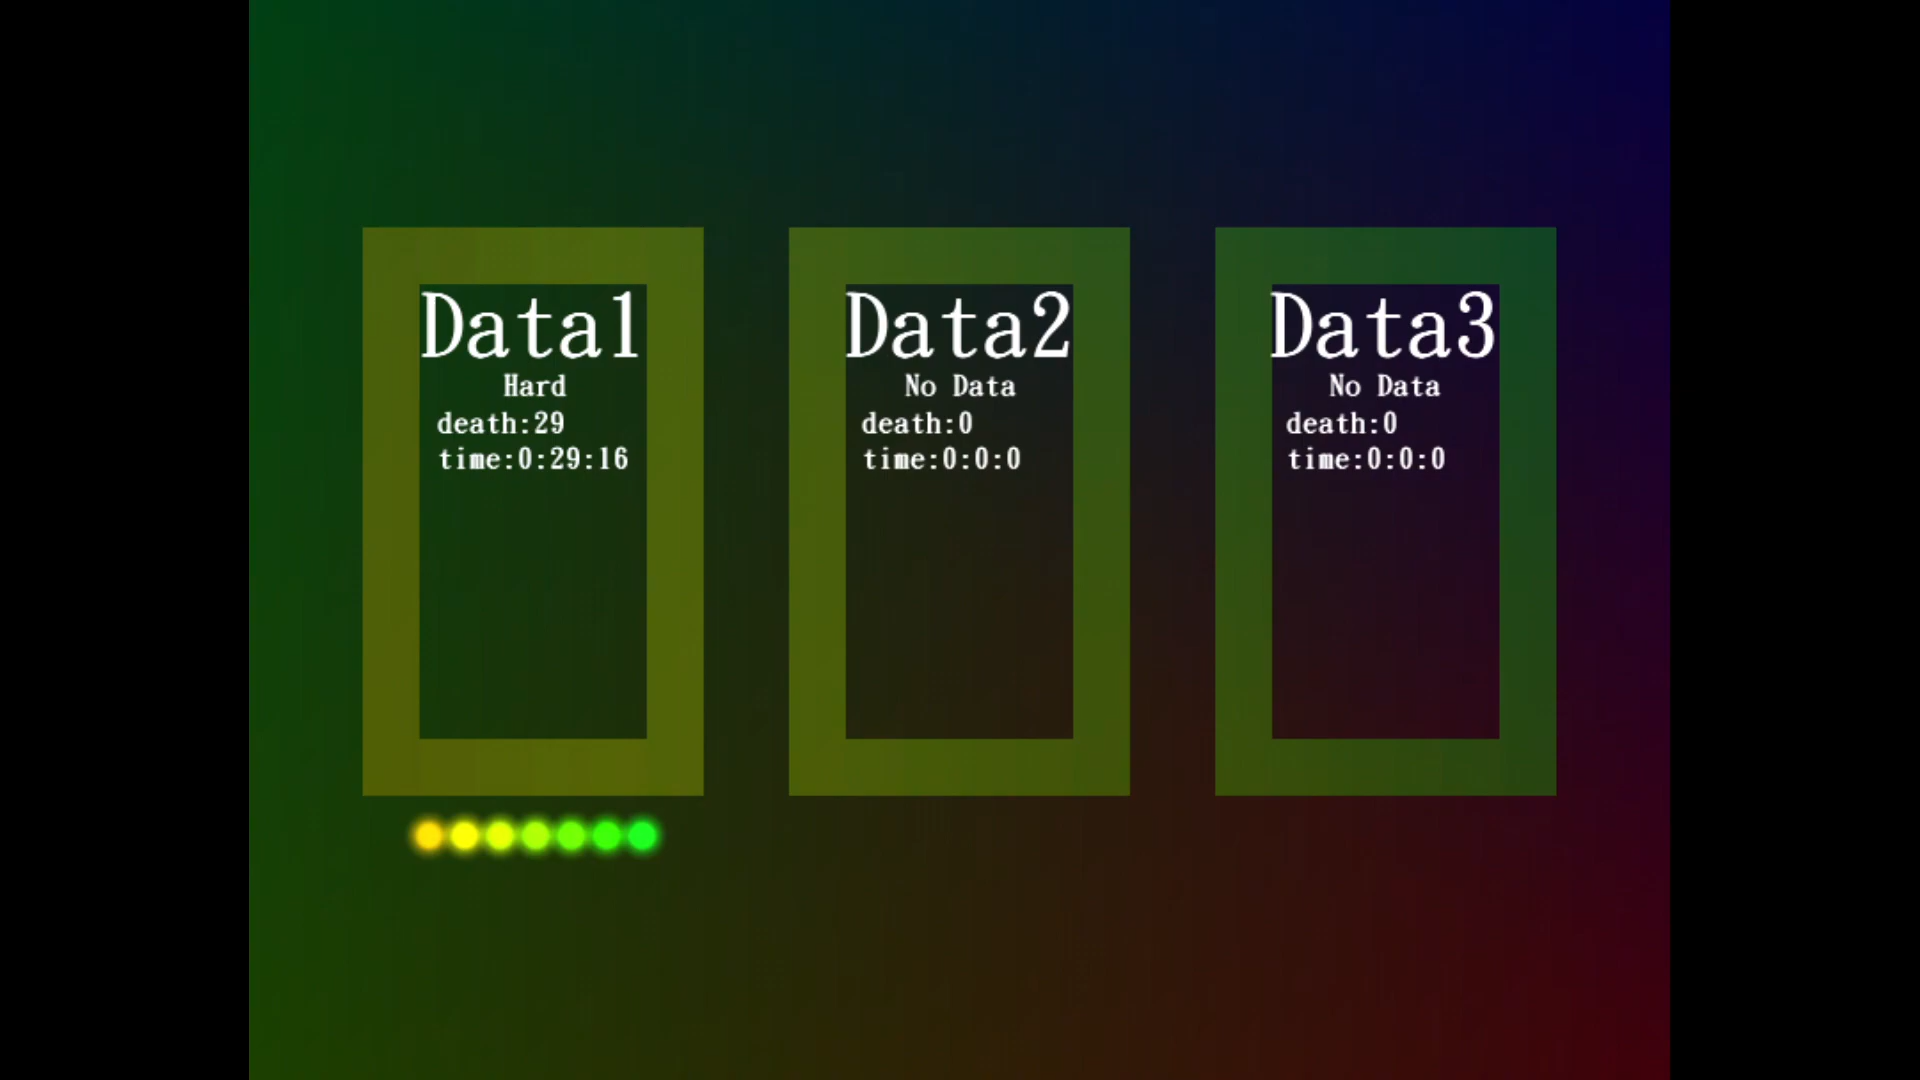 Data1
Hard
death:29
time:0:29:16
Data2
No Data
death:0
time:0:0:0
Data3
No Data
death:0
time:0:0:0